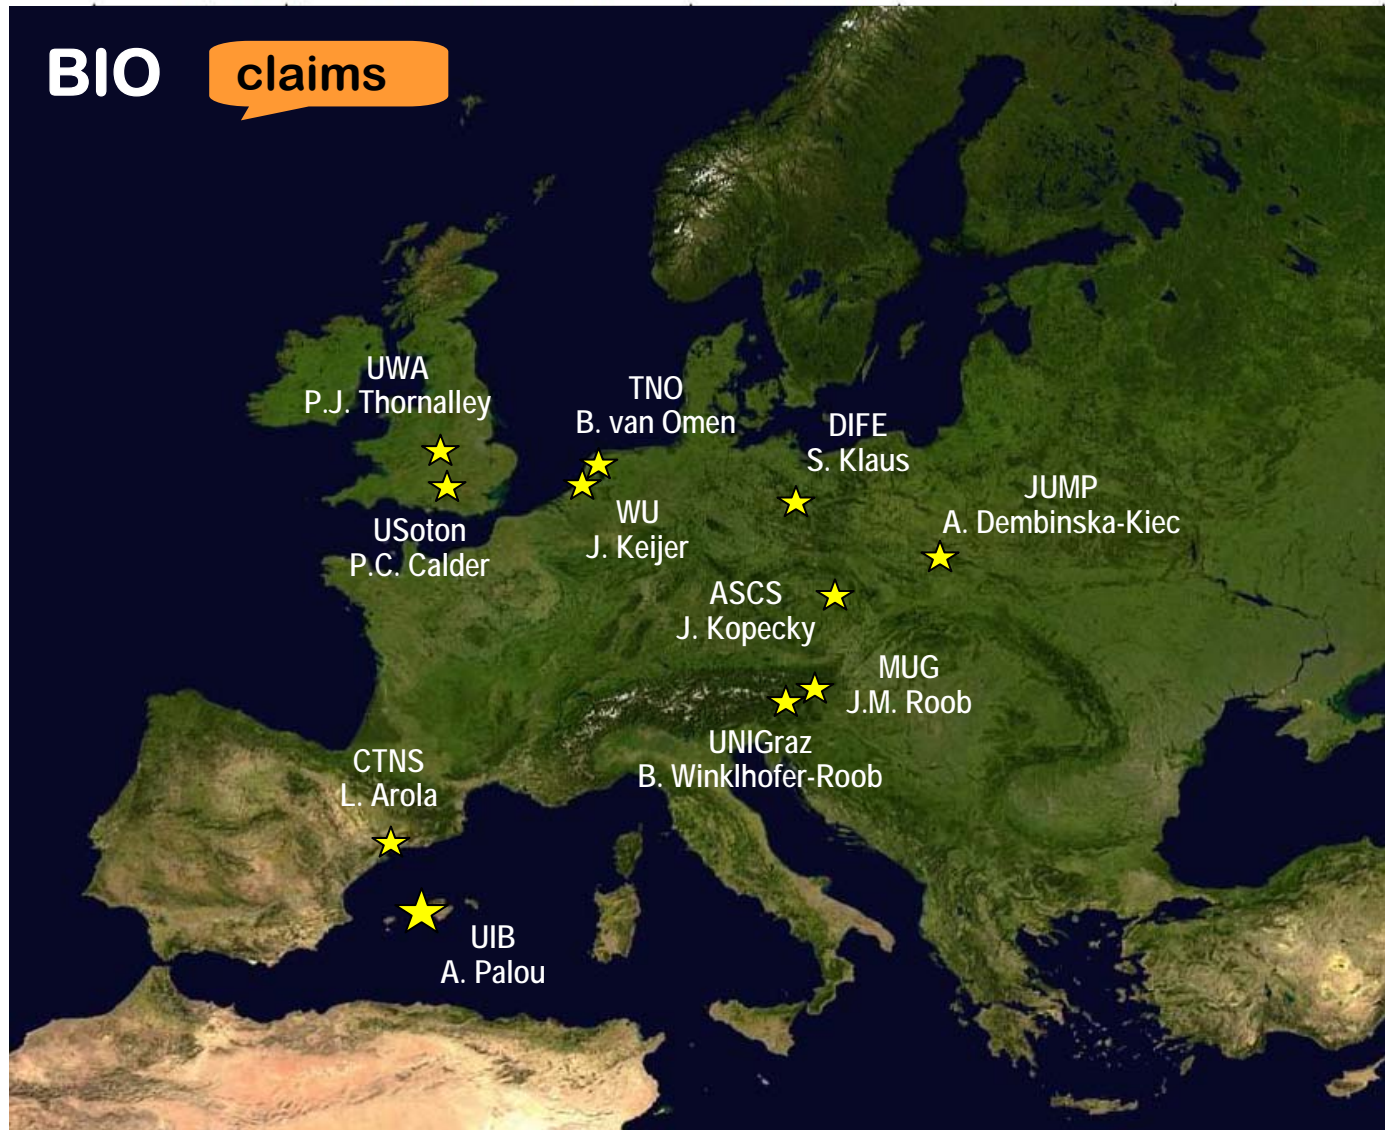 BIO claims
UWA
P.J. Thornalley
TNO
B. van Omen
DIFE
S. Klaus
JUMP
A. Dembinska-Kiec
USoton
P.C. Calder
WU
J. Keijer
ASCS
J. Kopecky
MUG
J.M. Roob
UNIGraz
B. Winklhofer-Roob
CTNS
L. Arola
UIB
A. Palou